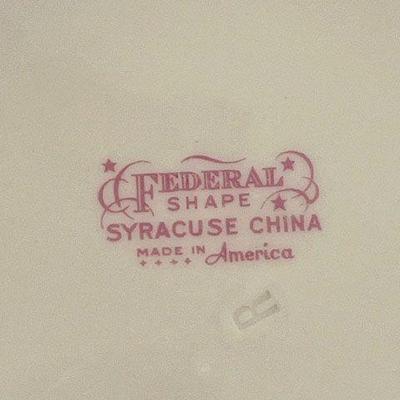 FEDERAL
SHAPE
SYRACUSE CHINA
MADE IN America
R